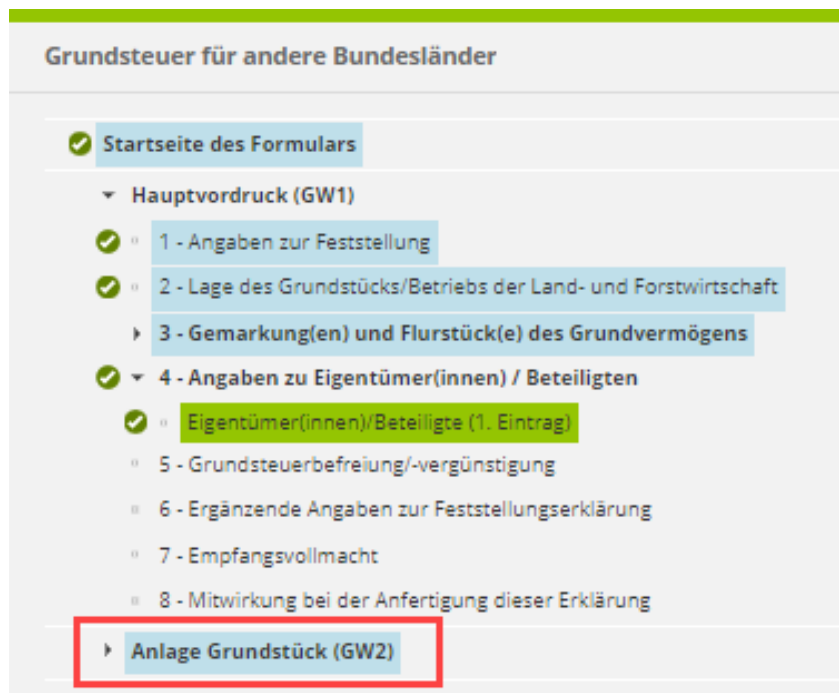 Grundsteuer für andere Bundesländer
Startseite des Formulars
Hauptvordruck (GW1)
1 - Angaben zur Feststellung
2 - Lage des Grundstücks/Betriebs der Land- und Forstwirtschaft
3 - Gemarkung(en) und Flurstück(e) des Grundvermögens
4 - Angaben zu Eigentümer(innen) / Beteiligten
Eigentümer(innen)/Beteiligte (1. Eintrag)
5 - Grundsteuerbefreiung/-vergünstigung
6 - Ergänzende Angaben zur Feststellungserklärung
7 - Empfangsvollmacht
8 - Mitwirkung bei der Anfertigung dieser Erklärung
Anlage Grundstück (GW2)